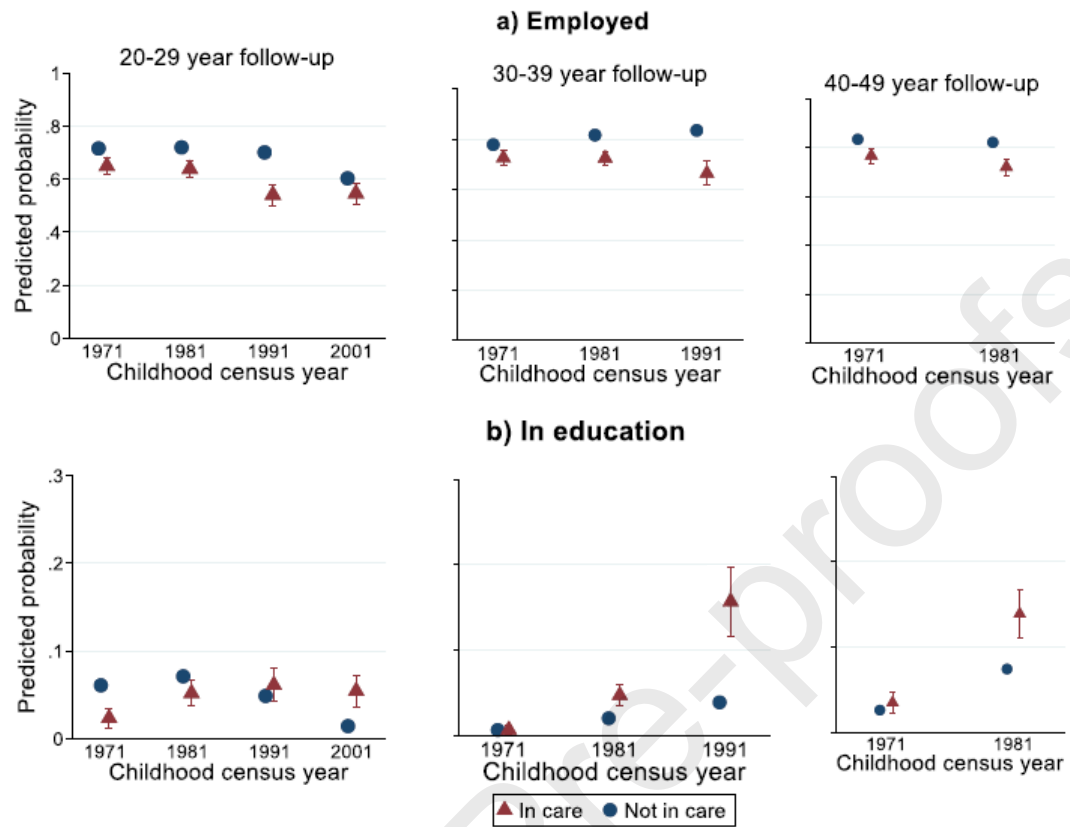 a) Employed
20-29 year follow-up
30-39 year follow-up
40-49 year follow-up
Predicted probability
1
.8
.6
.4
.2
0
1971 1981 1991 2001
Childhood census year
1971 1981 1991
Childhood census year
1971 1981
Childhood census year
b) In education
Predicted probability
.3
.2
.1
0
1971 1981 1991 2001
Childhood census year
1971 1981 1991
Childhood census year
1971 1981
Childhood census year
In care Not in care
re-proofs